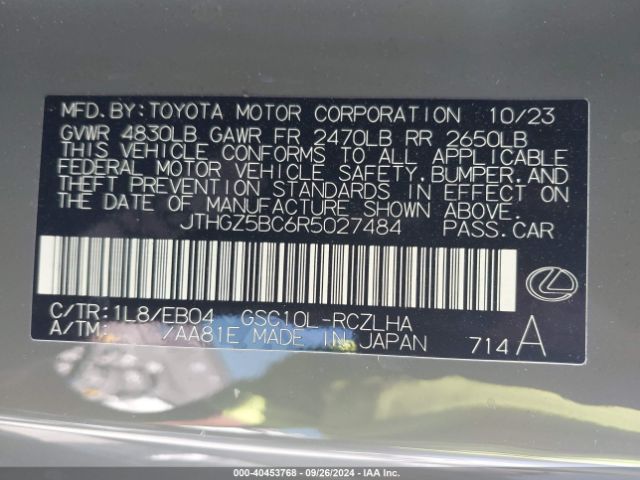 MFD.BY:TOYOTA MOTOR CORPORATION 10/23
GVWR 4830LB GAWR FR 2470LB RR 2650LB
THIS VEHICLE CONFORMS TO ALL APPLICABLE
FEDERAL MOTOR VEHICLE SAFETY,BUMPER,AND
THEFT PREVENTION STANDARDS IN EFFECT ON
THE DATE OF MANUFACTURE SHOWN ABOVE.
JTHGZ5BC6R5027484 PASS.CAR
C/TR:1L8/EB04 GSC10L-RCZLHA
A/TM: /AA81E MADE IN JAPAN 714 A
000-40453768 - 09/26/2024 - IAA Inc.